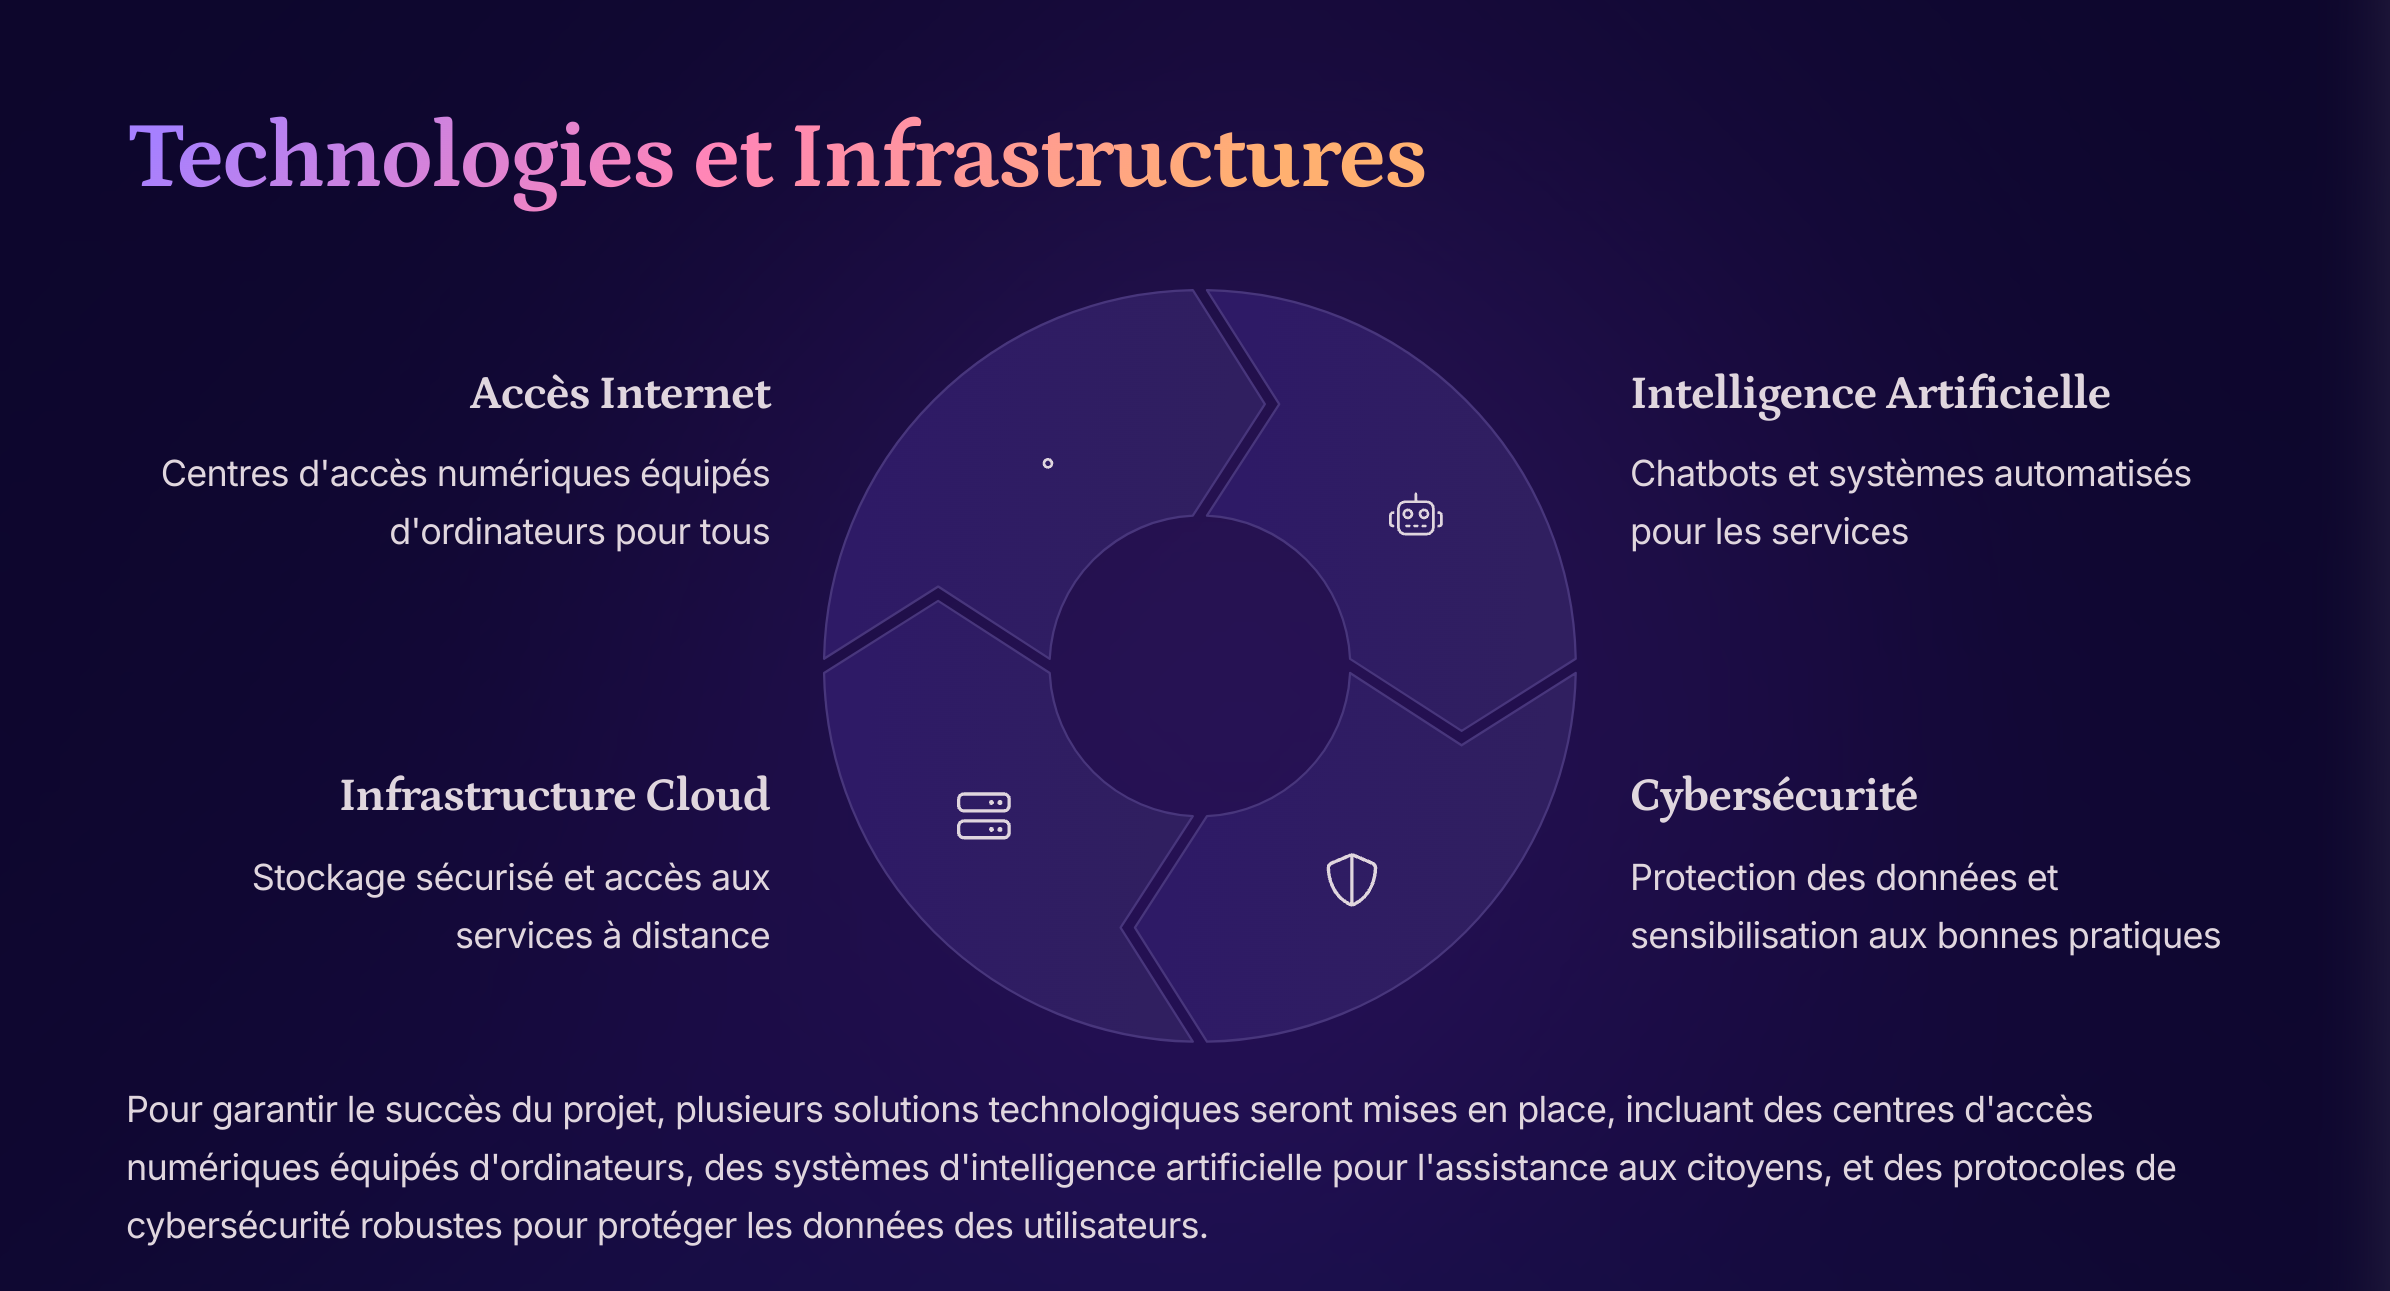 Technologies et Infrastructures
Accès Internet
Centres d'accès numériques équipés
d'ordinateurs pour tous
Intelligence Artificielle
Chatbots et systèmes automatisés
pour les services
Infrastructure Cloud
Stockage sécurisé et accès aux
services à distance
Cybersécurité
Protection des données et
sensibilisation aux bonnes pratiques
Pour garantir le succès du projet, plusieurs solutions technologiques seront mises en place, incluant des centres d'accès
numériques équipés d'ordinateurs, des systèmes d'intelligence artificielle pour l'assistance aux citoyens, et des protocoles de
cybersécurité robustes pour protéger les données des utilisateurs.